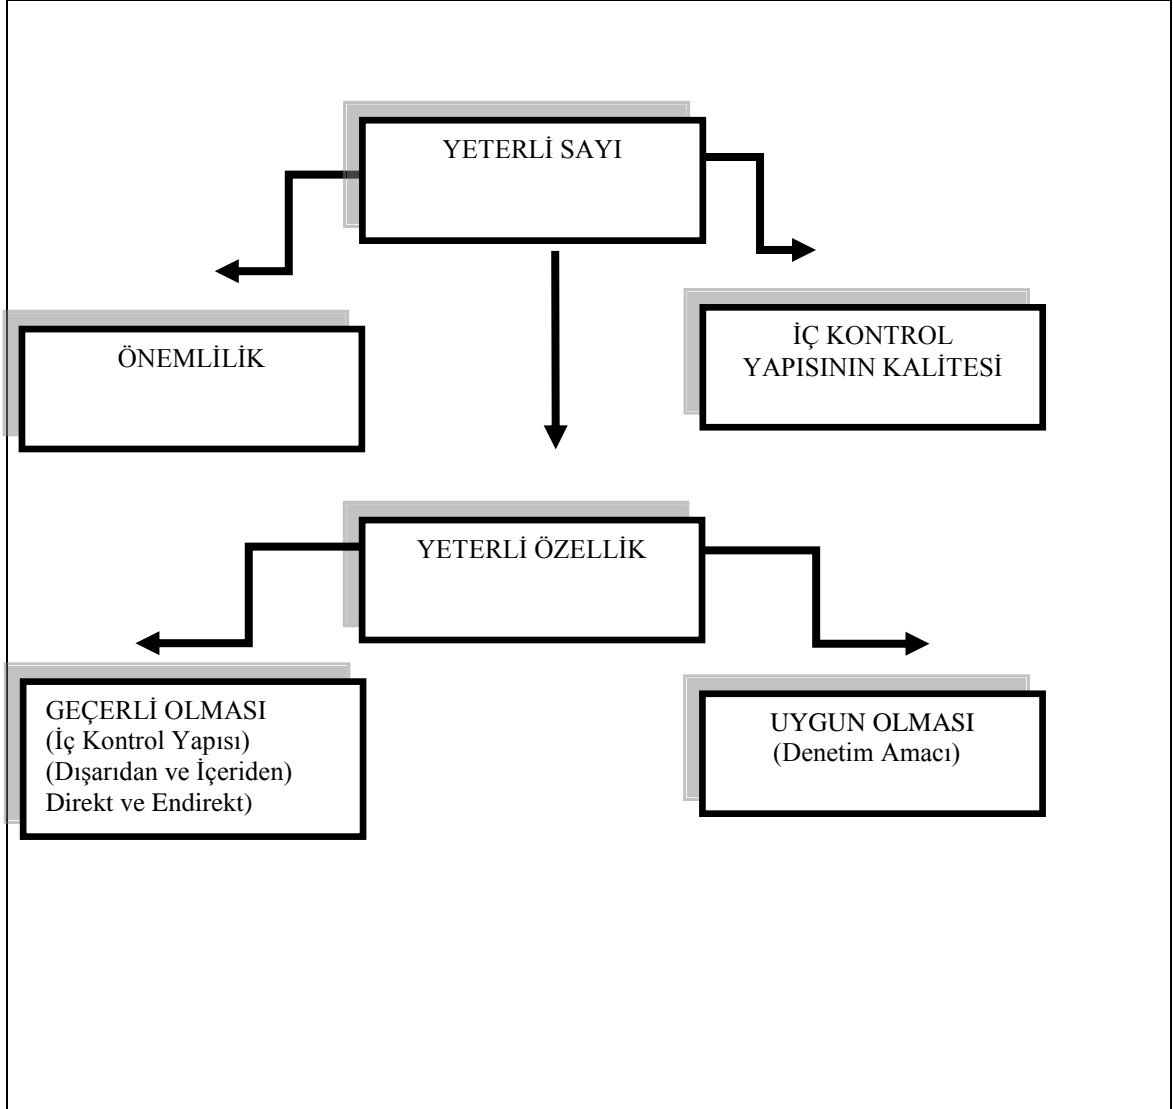 YETERLİ SAYI
ÖNEMLİLİK
İÇ KONTROL
YAPISININ KALİTESİ
YETERLİ ÖZELLİK
GEÇERLİ OLMASI
(İç Kontrol Yapısı)
(Dışarıdan ve İçeriden)
Direkt ve Endirekt)
UYGUN OLMASI
(Denetim Amacı)